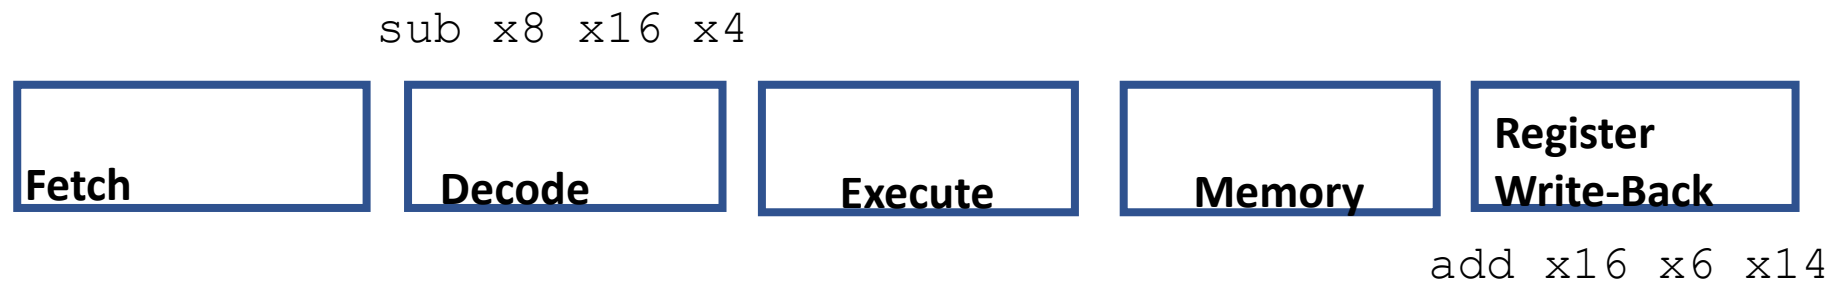 sub x8 x16 x4
Fetch
Decode
Execute
Memory
Register
Write-Back
add x16 x6 x14